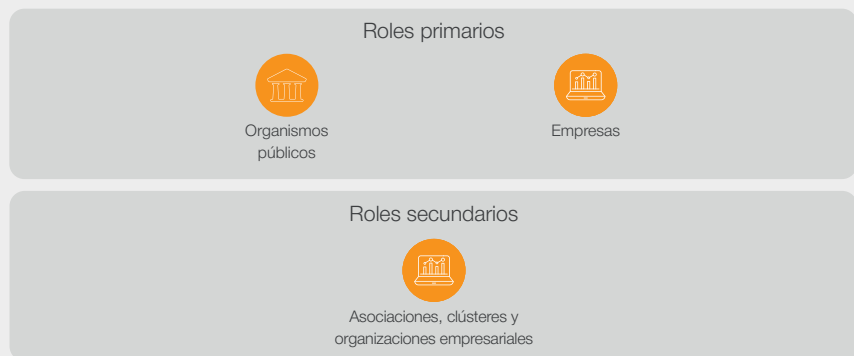 Roles primarios
Organismos
públicos
Empresas
Roles secundarios
Asociaciones, clústeres y
organizaciones empresariales